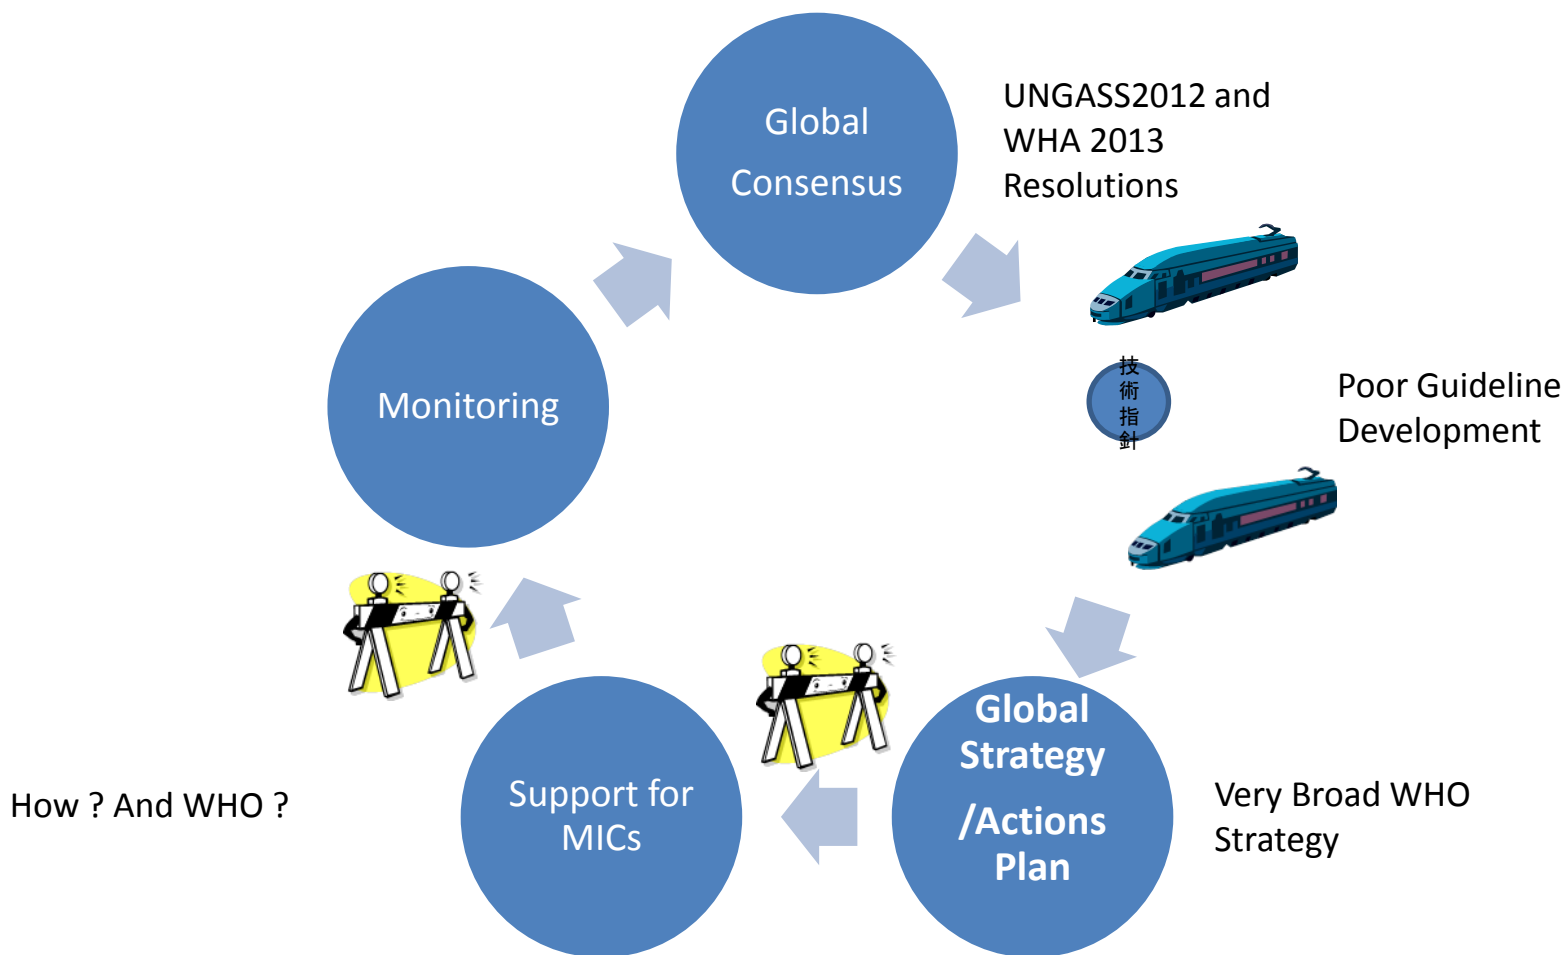 Global
Consensus
UNGASS2012 and
WHA 2013
Resolutions
技
術
指
針
Poor Guideline
Development
Monitoring
Global
Strategy
/Actions
Plan
Very Broad WHO
Strategy
Support for
MICs
How ? And WHO ?